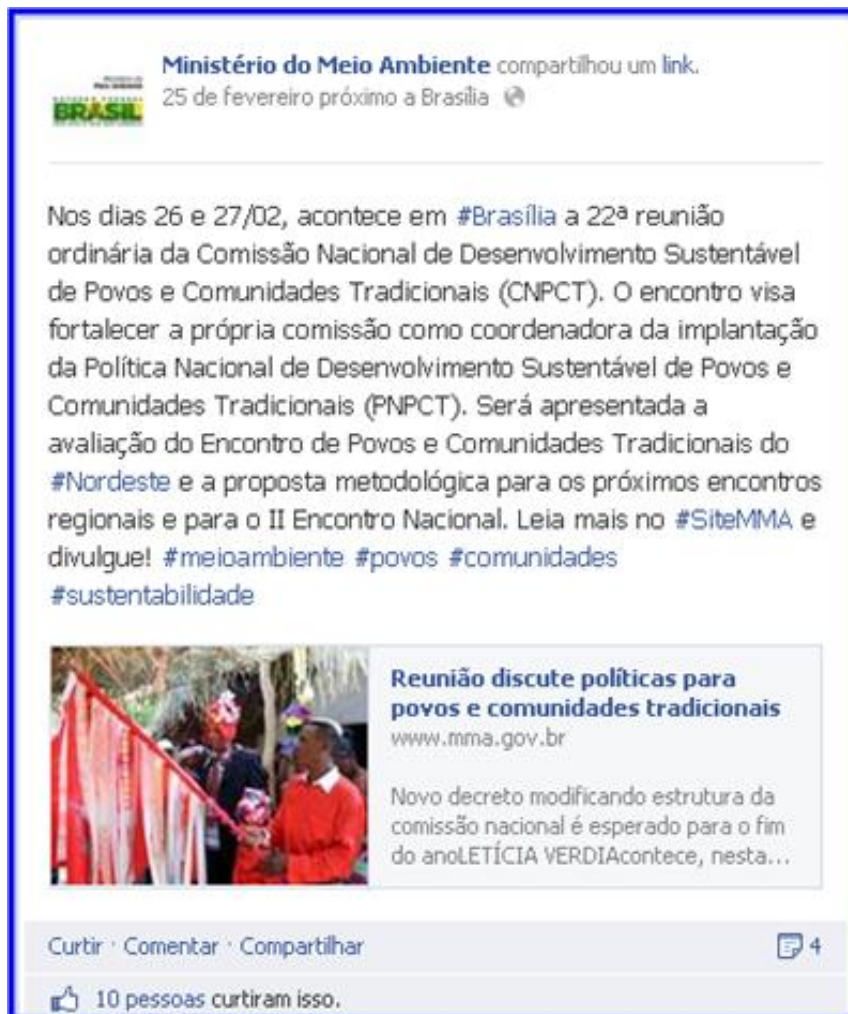 Ministério do Meio Ambiente compartilhou um link.
25 de fevereiro próximo a Brasília
BRASIL
Nos dias 26 e 27/02, acontece em #Brasília a 22ª reunião
ordinária da Comissão Nacional de Desenvolvimento Sustentável
de Povos e Comunidades Tradicionais (CNPCT). O encontro visa
fortalecer a própria comissão como coordenadora da implantação
da Política Nacional de Desenvolvimento Sustentável de Povos e
Comunidades Tradicionais (PNPCT). Será apresentada a
avaliação do Encontro de Povos e Comunidades Tradicionais do
#Nordeste e a proposta metodológica para os próximos encontros
regionais e para o II Encontro Nacional. Leia mais no #SiteMMA e
divulgue! #meioambiente #povos #comunidades
#sustentabilidade
Reunião discute políticas para
povos e comunidades tradicionais
www.mma.gov.br
Novo decreto modificando estrutura da
comissão nacional é esperado para o fim
do anoLETÍCIA VERDIAcontece, nesta...
Curtir · Comentar · Compartilhar
4
10 pessoas curtiram isso.